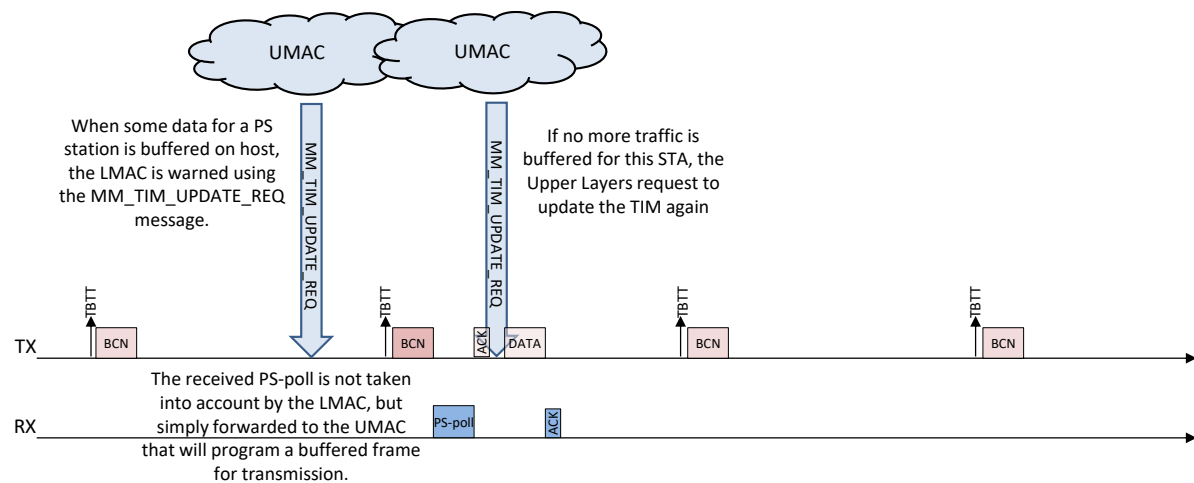 UMAC
UMAC
When some data for a PS
station is buffered on host,
the LMAC is warned using
the MM_TIM_UPDATE_REQ
message.
MM_TIM_UPDATE_REQ
MM_TIM_UPDATE_REQ
If no more traffic is
buffered for this STA, the
Upper Layers request to
update the TIM again
TBTT
TBTT
TBTT
TBTT
TX
BCN
BCN
ACK
DATA
BCN
BCN
The received PS-poll is not taken
into account by the LMAC, but
simply forwarded to the UMAC
that will program a buffered frame
for transmission.
RX
PS-poll
ACK